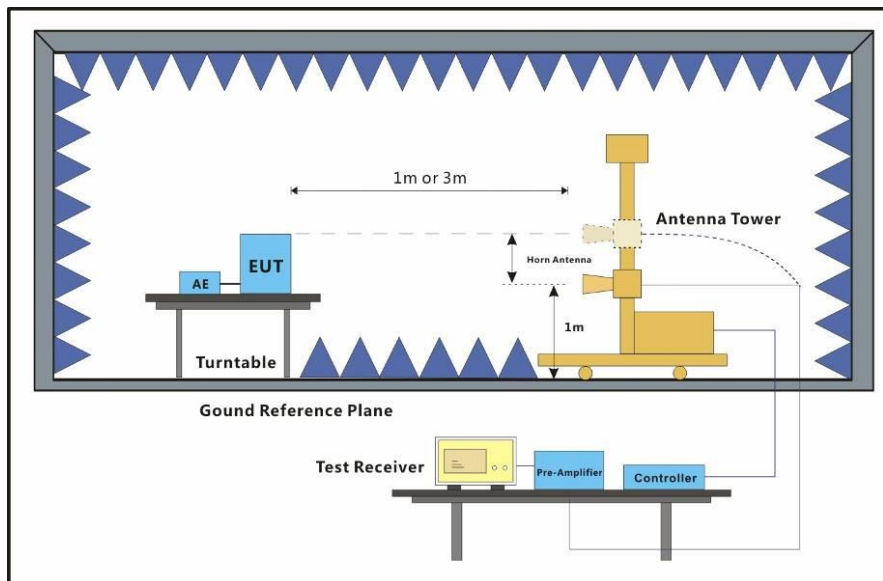 1m or 3m
Antenna Tower
EUT
Horn Antenna
AE
1m
Turntable
Gound Reference Plane
Test Receiver
Pre-Amplifier
Controller